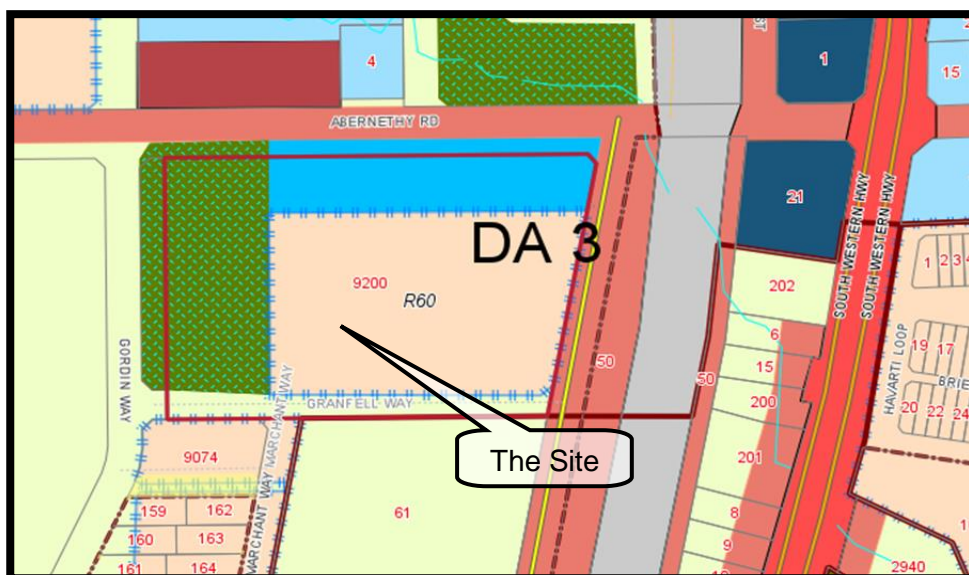 ST
1
15
4
ABERNETHY RD
21
DA 3
SOUTH WESTERN HWY
SOUTH WESTERN HWY
9200
R60
202
1 2 3 4
6
GORDIN WAY
HAVARTI LOOP
19 17
50
50
15
BRIE
MARCHANT WAY
GRANFELL WAY
200
20 22 24
The Site
9074
201
61
159 162
8
MARCHANT WAY
160 163
9
161 164
2940